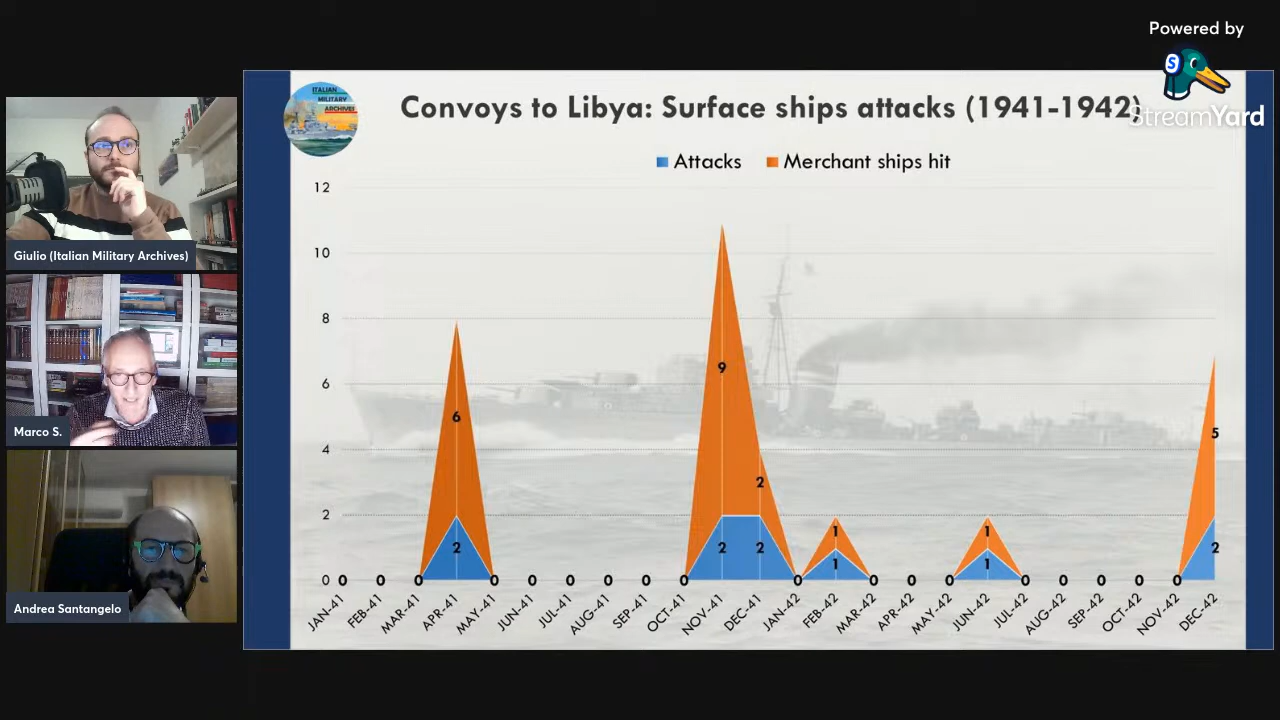 Powered by
S
StreamYard
ITALIAN
MILITARY
ARCHIVES
Convoys to Libya: Surface ships attacks (1941-1942)
Attacks Merchant ships hit
12
10
8
6
4
2
0
6
2
9
2
2
2
1
1
1
1
5
2
0 0 0 0 0 0 0 0 0 0 0 0 0 0 0 0 0 0
JAN-41 FEB-41 MAR-41 APR-41 MAY-41 JUN-41 JUL-41 AUG-41 SEP-41 OCT-41 NOV-41 DEC-41 JAN-42 FEB-42 MAR-42 APR-42 MAY-42 JUN-42 JUL-42 AUG-42 SEP-42 OCT-42 NOV-42 DEC-42
Giulio (Italian Military Archives)
Marco S.
Andrea Santangelo